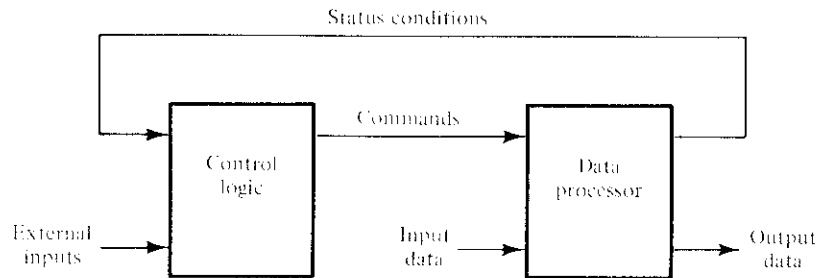 Status conditions
Commands
Control
logic
Data
processor
External
inputs
Input
data
Output
data